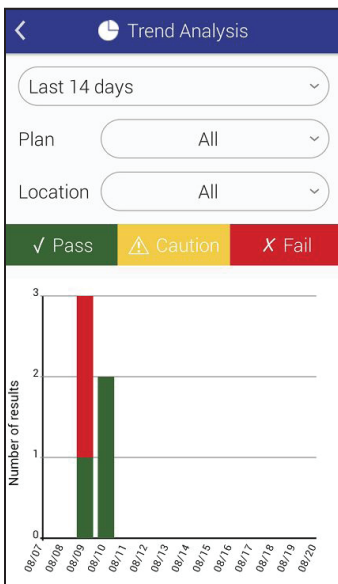 Trend Analysis
Last 14 days
Plan All
Location All
√ Pass ⚠ Caution X Fail
3
2
1
0
Number of results
08/07 08/08 08/09 08/10 08/11 08/12 08/13 08/14 08/15 08/16 08/17 08/18 08/19 08/20